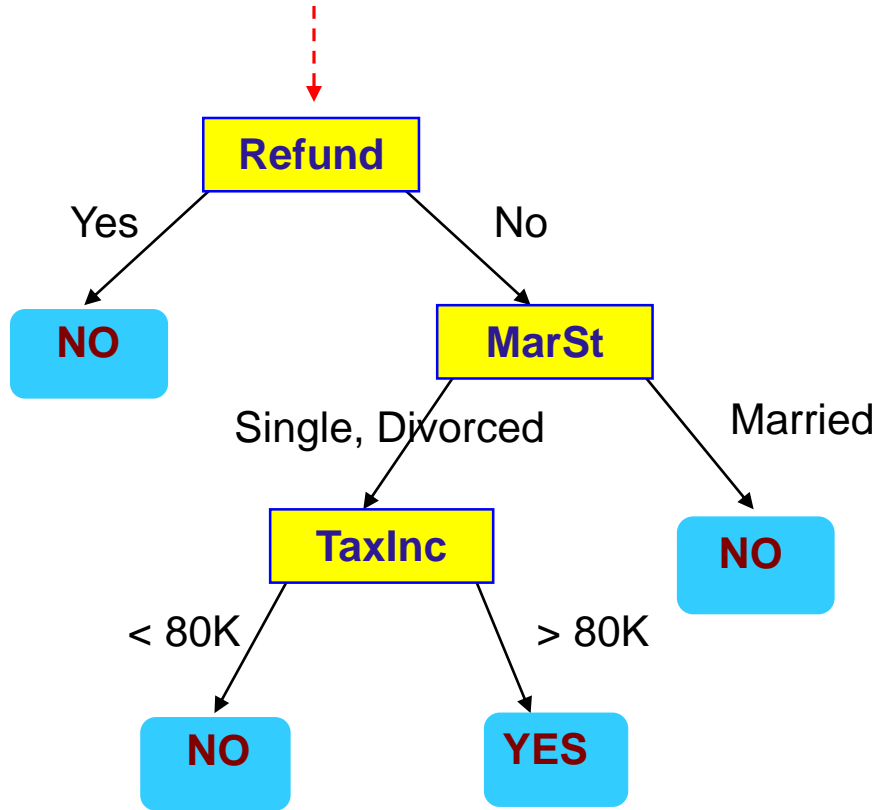 Refund
Yes
No
NO
MarSt
Single, Divorced
Married
TaxInc
NO
< 80K
> 80K
NO
YES